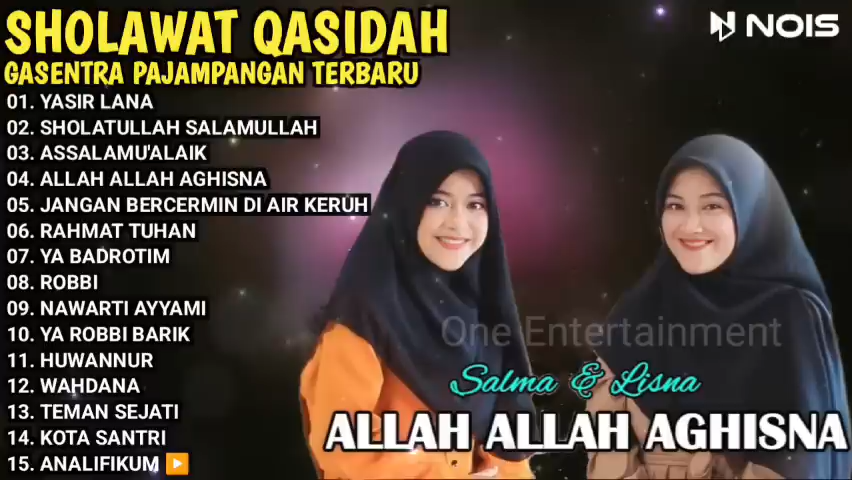 SHOLAWAT QASIDAH
GASENTRA PAJAMPANGAN TERBARU
NOIS
01. YASIR LANA
02. SHOLATULLAH SALAMULLAH
03. ASSALAMU'ALAIK
04. ALLAH ALLAH AGHISNA
05. JANGAN BERCERMIN DI AIR KERUH
06. RAHMAT TUHAN
07. YA BADROTIM
08. ROBBI
09. NAWARTI AYYAMI
10. YA ROBBI BARIK
11. HUWANNUR
12. WAHDANA
13. TEMAN SEJATI
14. KOTA SANTRI
15. ANALIFIKUM
One Entertainment
Salma & Lisna
ALLAH ALLAH AGHISNA